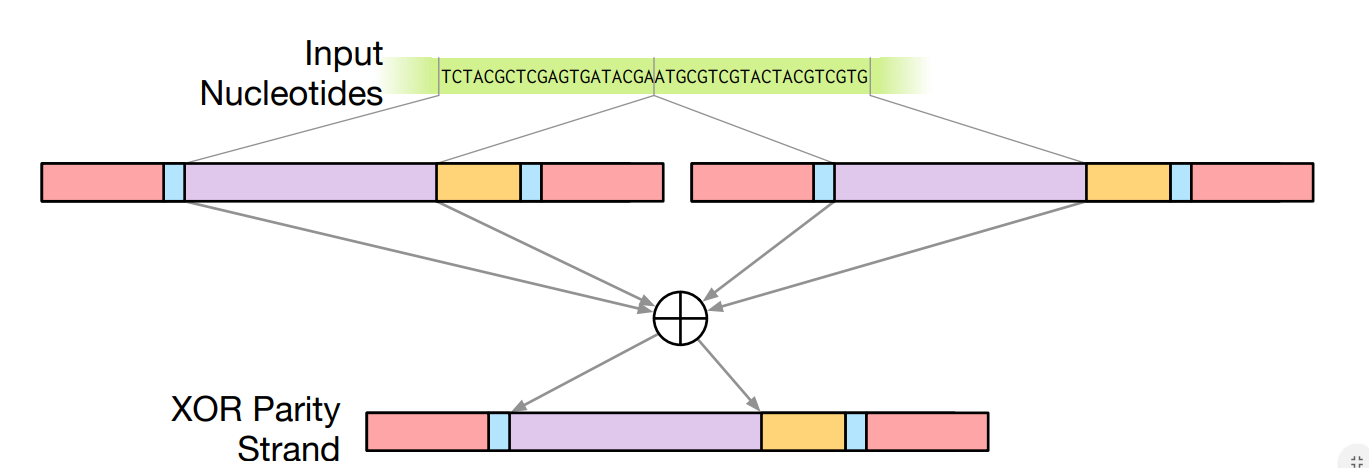 Input
Nucleotides
TCTACGCTCGAGTGATACGAATGCGTCGTACTACGTCGTG
XOR Parity
Strand